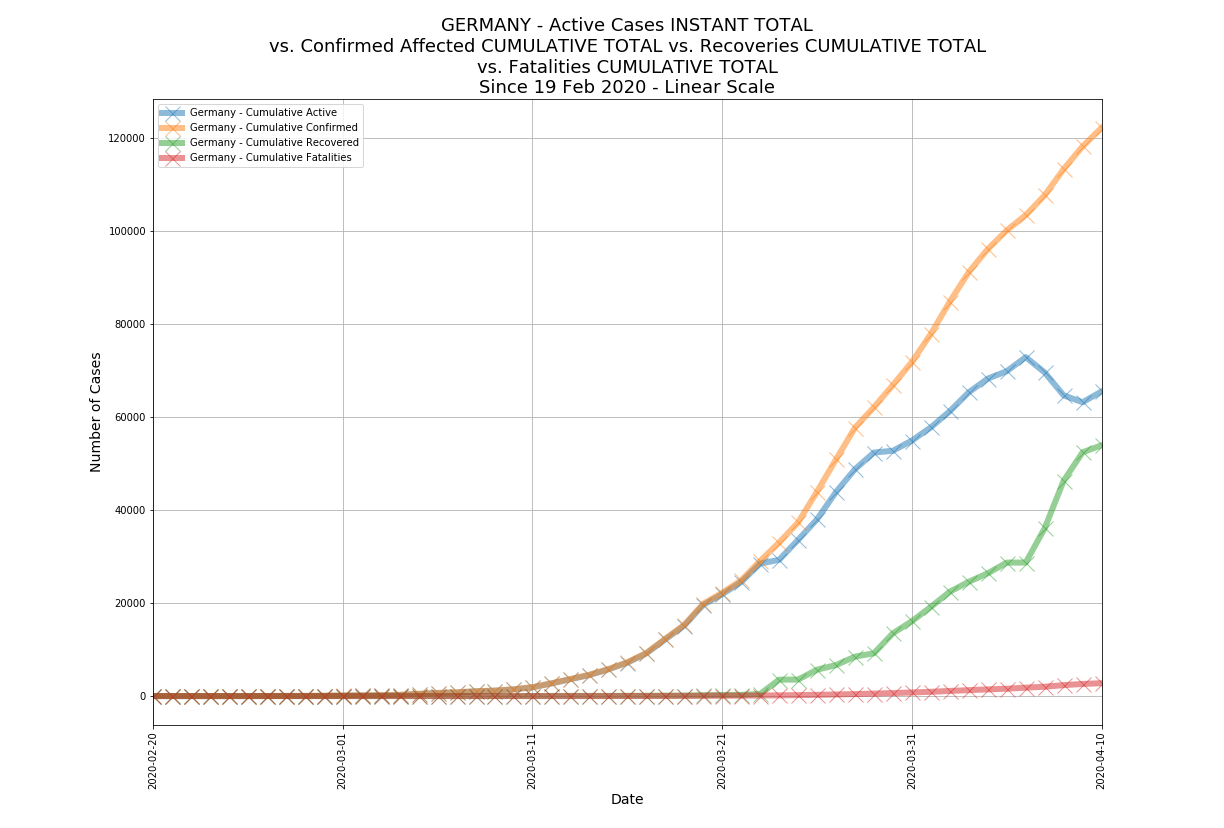 GERMANY - Active Cases INSTANT TOTAL
vs. Confirmed Affected CUMULATIVE TOTAL vs. Recoveries CUMULATIVE TOTAL
vs. Fatalities CUMULATIVE TOTAL
Since 19 Feb 2020 - Linear Scale
Germany - Cumulative Active
Germany - Cumulative Confirmed
Germany - Cumulative Recovered
Germany - Cumulative Fatalities
120000
100000
80000
60000
40000
20000
0
Number of Cases
2020-02-20
2020-03-01
2020-03-11
2020-03-21
2020-03-31
2020-04-10
Date